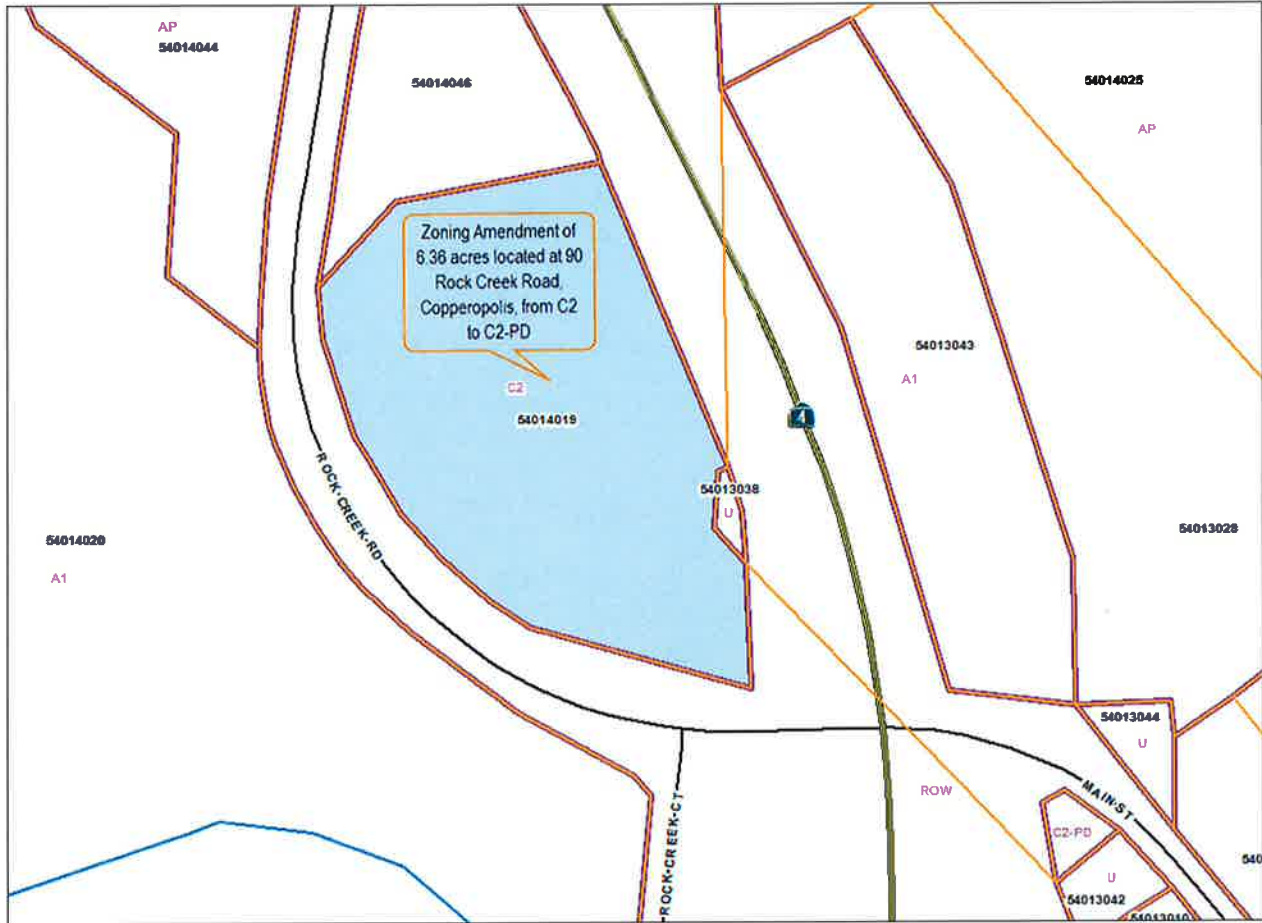 AP
54014044
54014046
54014025
AP
Zoning Amendment of
6.36 acres located at 90
Rock Creek Road,
Copperopolis, from C2
to C2-PD
C2
54014019
54013043
A1
4
ROCK-CREEK-RD
54013038
U
54014020
A1
54013028
54013044
U
ROW
MAIN-ST
C2-PD
ROCK-CREEK-CT
U
54013042
54013010